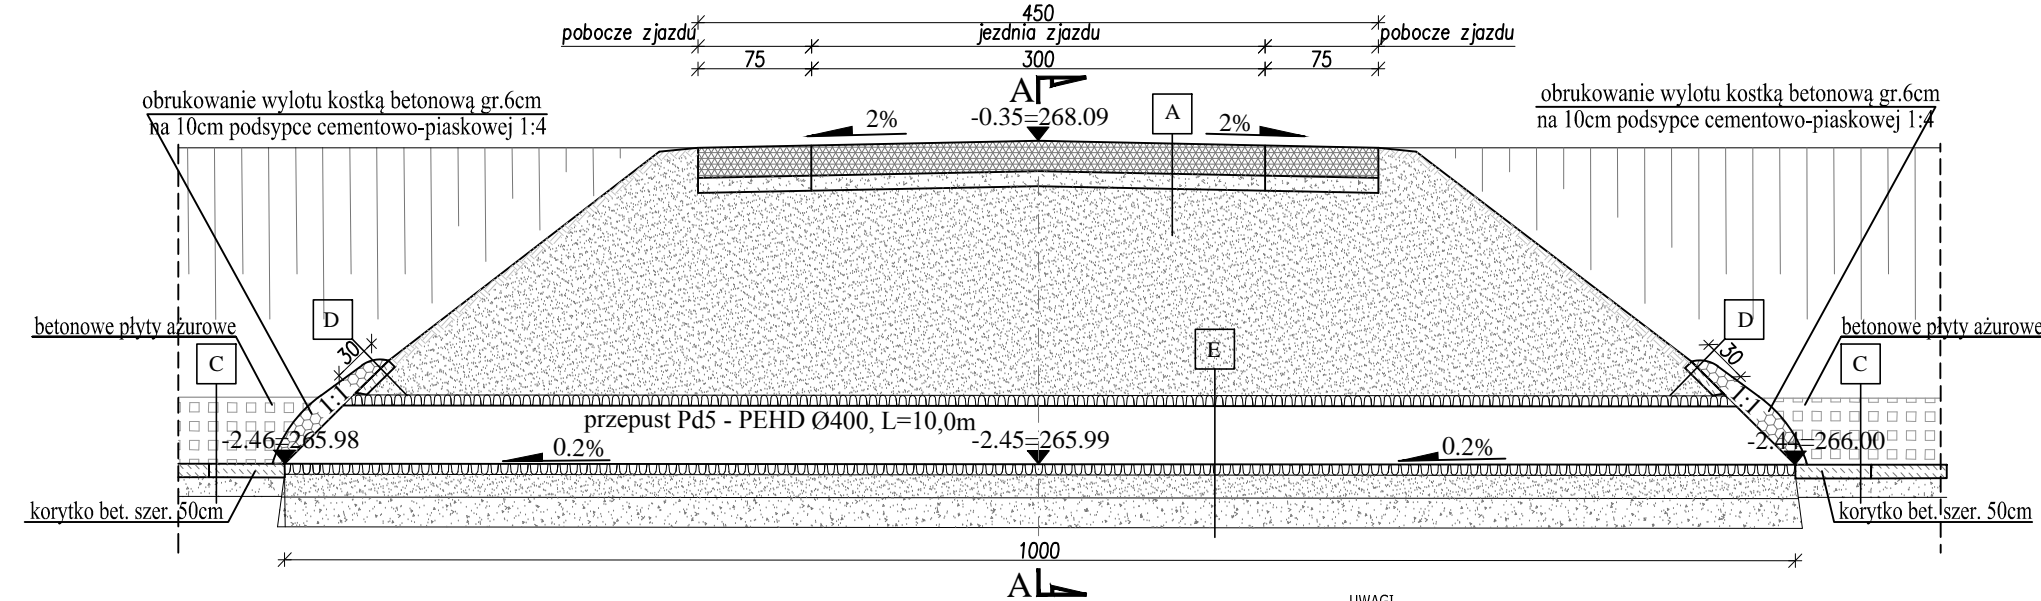 450
pobocze zjazdu
jezdnia zjazdu
pobocze zjazdu
75
300
75
A
obrukowanie wylotu kostką betonową gr.6cm
na 10cm podsypce cementowo-piaskowej 1:4
obrukowanie wylotu kostką betonową gr.6cm
na 10cm podsypce cementowo-piaskowej 1:4
2%
-0.35=268.09
A
2%
betonowe płyty ażurowe
D
30
C
1:1
E
D
30
betonowe płyty ażurowe
C
1:1
przepust Pd5 - PEHD Ø400, L=10,0m
-2.46=265.98
-2.45=265.99
-2.44=266.00
0.2%
0.2%
korytko bet. szer. 50cm
korytko bet. szer. 50cm
1000
A
UWAGI